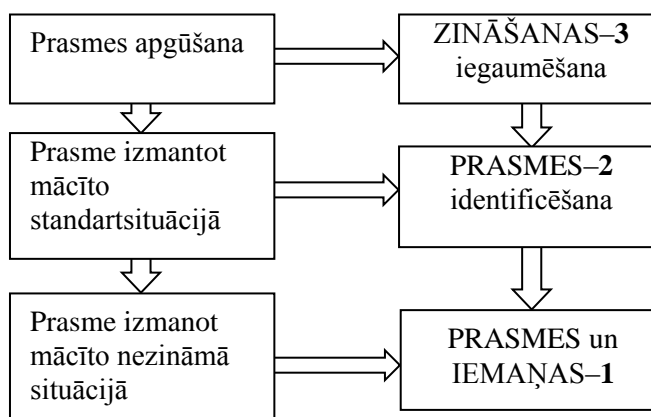 Prasmes apgūšana
ZINĀŠANAS–3
iegaumēšana
Prasme izmantot
mācīto
standartsituācijā
PRASMES–2
identificēšana
Prasme izmanot
mācīto nezināmā
situācijā
PRASMES un
IEMAŅAS–1